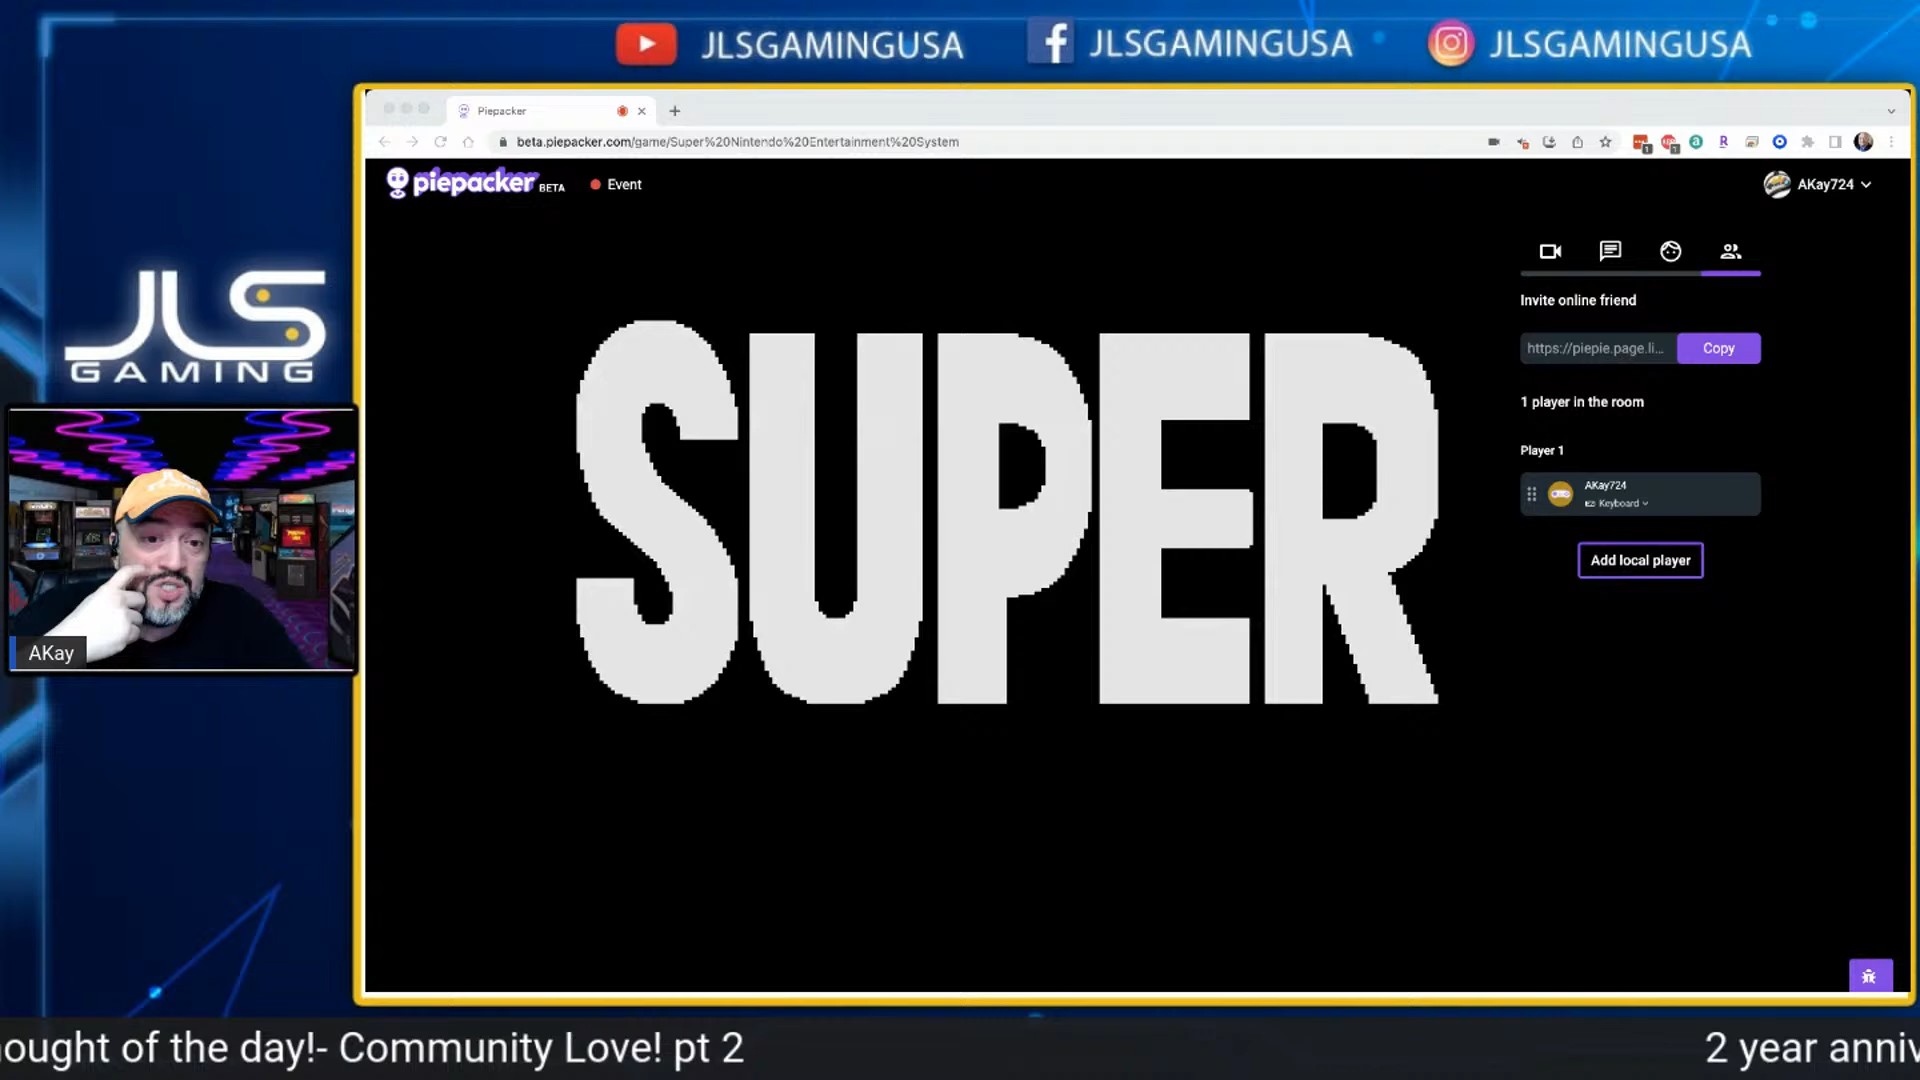 JLSGAMINGUSA
JLSGAMINGUSA
JLSGAMINGUSA
Piepacker
beta.piepacker.com/game/Super%20Nintendo%20Entertainment%20System
piepacker BETA
Event
AKay724
JLS
GAMING
AKay
SUPER
Invite online friend
https://piepie.page.li...
Copy
1 player in the room
Player 1
AKay724
Keyboard
Add local player
ought of the day!- Community Love! pt 2
2 year anniv